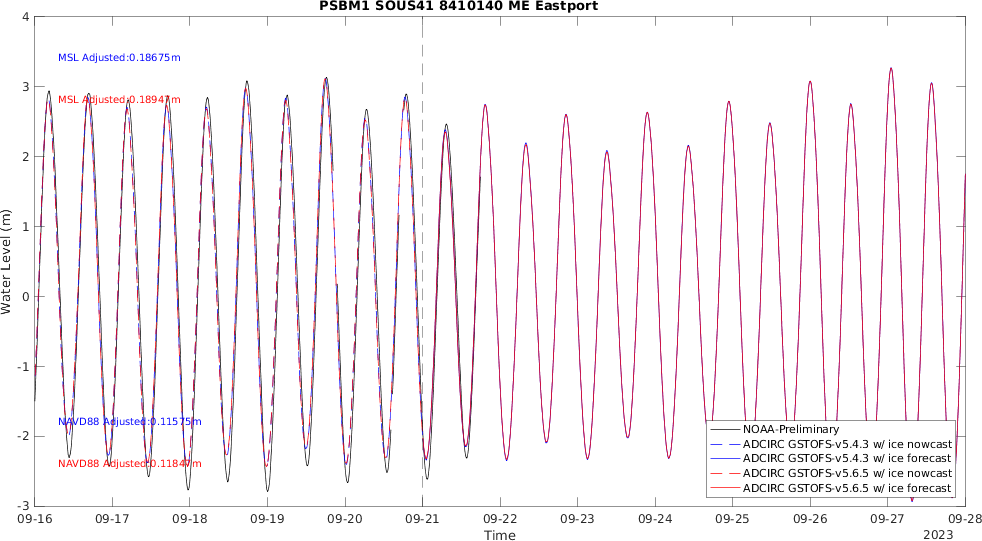 PSBM1 SOUS41 8410140 ME Eastport
4
3
2
1
0
-1
-2
-3
Water Level (m)
MSL Adjusted:0.18675m
MSL Adjusted:0.18947m
NAVD88 Adjusted:0.11575m
NAVD88 Adjusted:0.11847m
NOAA-Preliminary
ADCIRC GSTOFS-v5.4.3 w/ ice nowcast
ADCIRC GSTOFS-v5.4.3 w/ ice forecast
ADCIRC GSTOFS-v5.6.5 w/ ice nowcast
ADCIRC GSTOFS-v5.6.5 w/ ice forecast
09-16 09-17 09-18 09-19 09-20 09-21 09-22 09-23 09-24 09-25 09-26 09-27 09-28
Time
2023